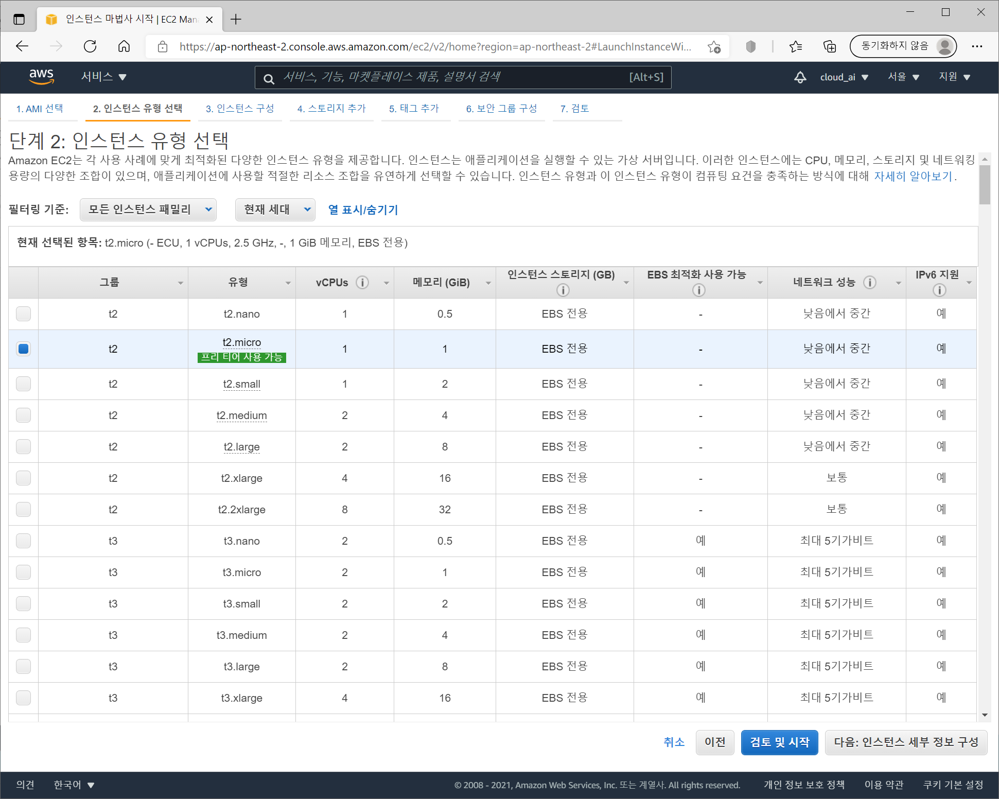 인스턴스 마법사 시작 | EC2 Man
https://ap-northeast-2.console.aws.amazon.com/ec2/v2/home?region=ap-northeast-2#LaunchInstanceWi...
동기화하지 않음
aws 서비스
서비스, 기능, 마켓플레이스 제품, 설명서 검색 [Alt+S]
cloud_ai 서울 지원
1. AMI 선택 2. 인스턴스 유형 선택 3. 인스턴스 구성 4. 스토리지 추가 5. 태그 추가 6. 보안 그룹 구성 7. 검토
단계 2: 인스턴스 유형 선택
Amazon EC2는 각 사용 사례에 맞게 최적화된 다양한 인스턴스 유형을 제공합니다. 인스턴스는 애플리케이션을 실행할 수 있는 가상 서버입니다. 이러한 인스턴스에는 CPU, 메모리, 스토리지 및 네트워킹
용량의 다양한 조합이 있으며, 애플리케이션에 사용할 적절한 리소스 조합을 유연하게 선택할 수 있습니다. 인스턴스 유형과 이 인스턴스 유형이 컴퓨팅 요건을 충족하는 방식에 대해 자세히 알아보기.
필터링 기준: 모든 인스턴스 패밀리 현재 세대 열 표시/숨기기
현재 선택된 항목: t2.micro (- ECU, 1 vCPUs, 2.5 GHz, -, 1 GiB 메모리, EBS 전용)
그룹 유형 vCPUs 메모리 (GiB) 인스턴스 스토리지 (GB) EBS 최적화 사용 가능 네트워크 성능 IPv6 지원
t2 t2.nano 1 0.5 EBS 전용 - 낮음에서 중간 예
t2 t2.micro 1 1 EBS 전용 - 낮음에서 중간 예
프리 티어 사용 가능
t2 t2.small 1 2 EBS 전용 - 낮음에서 중간 예
t2 t2.medium 2 4 EBS 전용 - 낮음에서 중간 예
t2 t2.large 2 8 EBS 전용 - 낮음에서 중간 예
t2 t2.xlarge 4 16 EBS 전용 - 보통 예
t2 t2.2xlarge 8 32 EBS 전용 - 보통 예
t3 t3.nano 2 0.5 EBS 전용 예 최대 5기가비트 예
t3 t3.micro 2 1 EBS 전용 예 최대 5기가비트 예
t3 t3.small 2 2 EBS 전용 예 최대 5기가비트 예
t3 t3.medium 2 4 EBS 전용 예 최대 5기가비트 예
t3 t3.large 2 8 EBS 전용 예 최대 5기가비트 예
t3 t3.xlarge 4 16 EBS 전용 예 최대 5기가비트 예
취소 이전 검토 및 시작 다음: 인스턴스 세부 정보 구성
의견 한국어 © 2008 - 2021, Amazon Web Services, Inc. 또는 계열사. All rights reserved. 개인 정보 보호 정책 이용 약관 쿠키 기본 설정